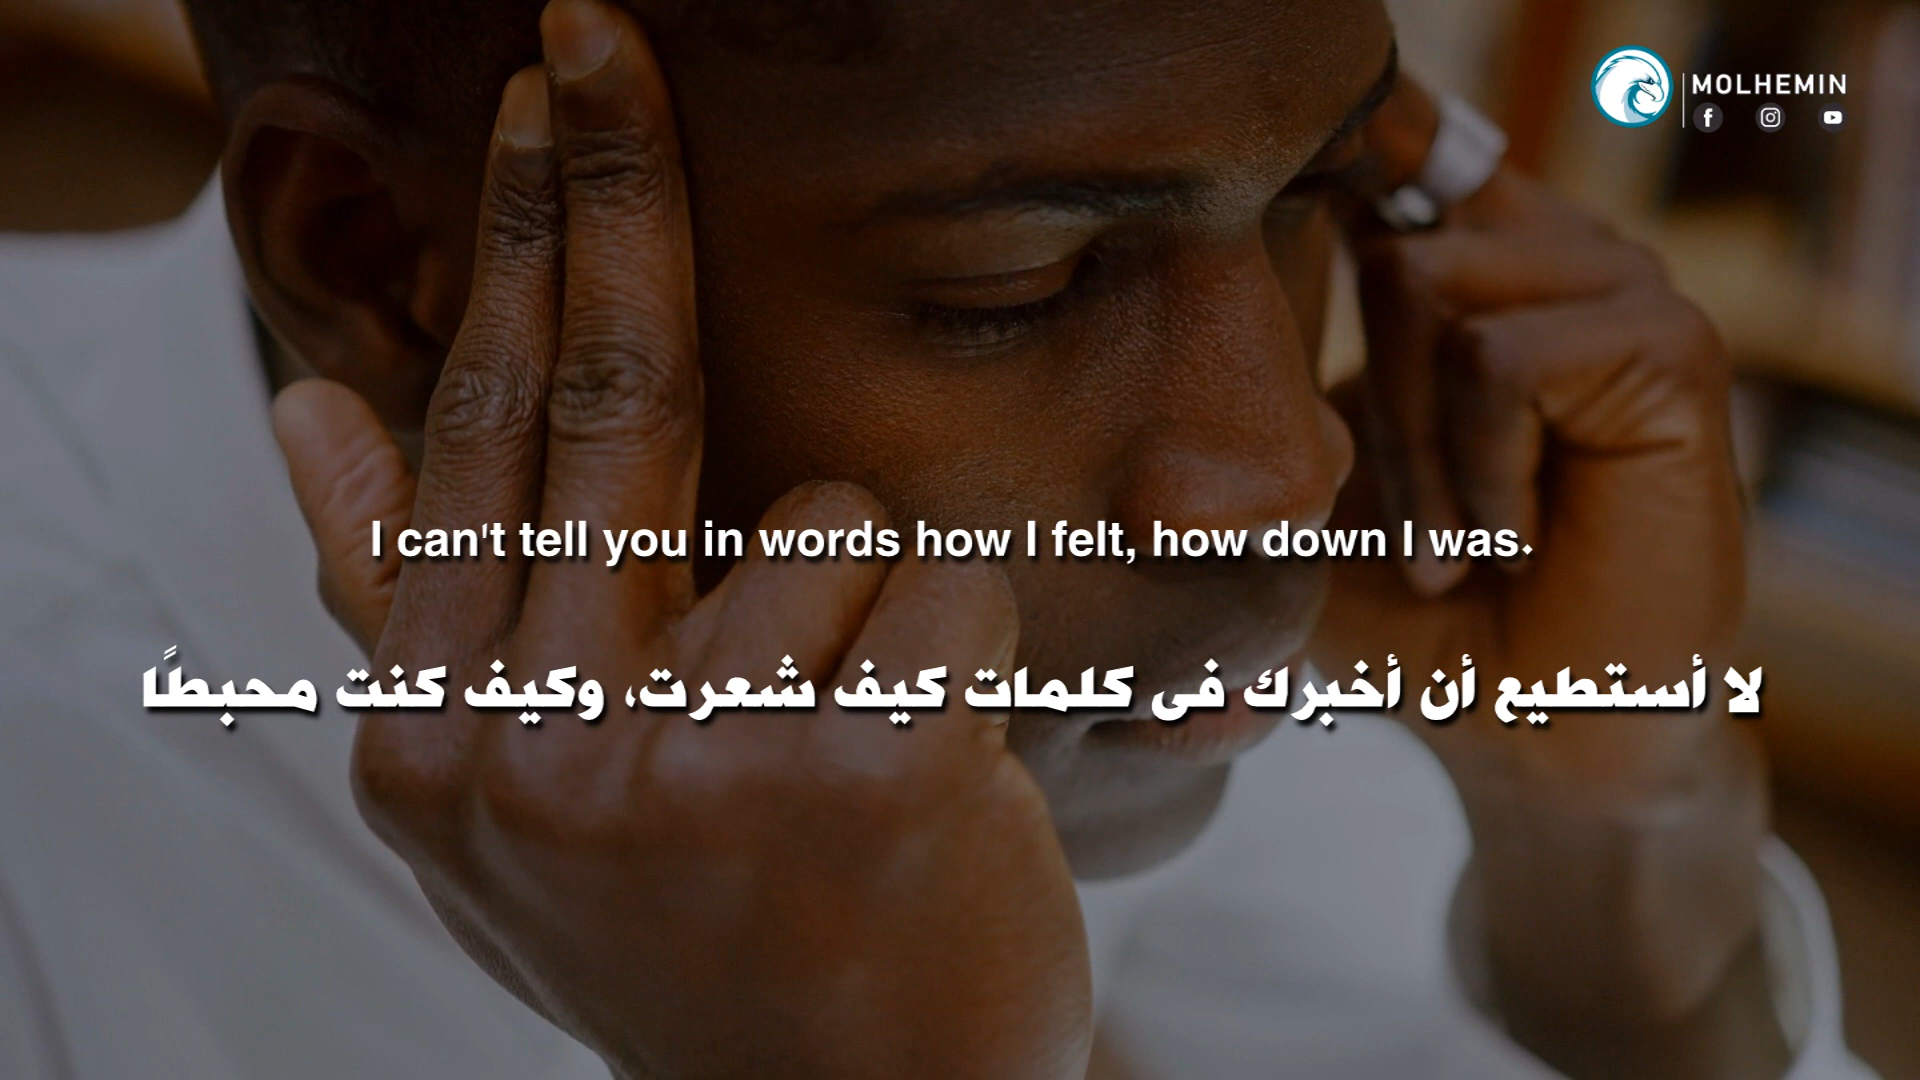 MOLHEMIN
I can't tell you in words how I felt, how down I was.
لا أستطيع أن أخبرك فى كلمات كيف شعرت، وكيف كنت محبطًا